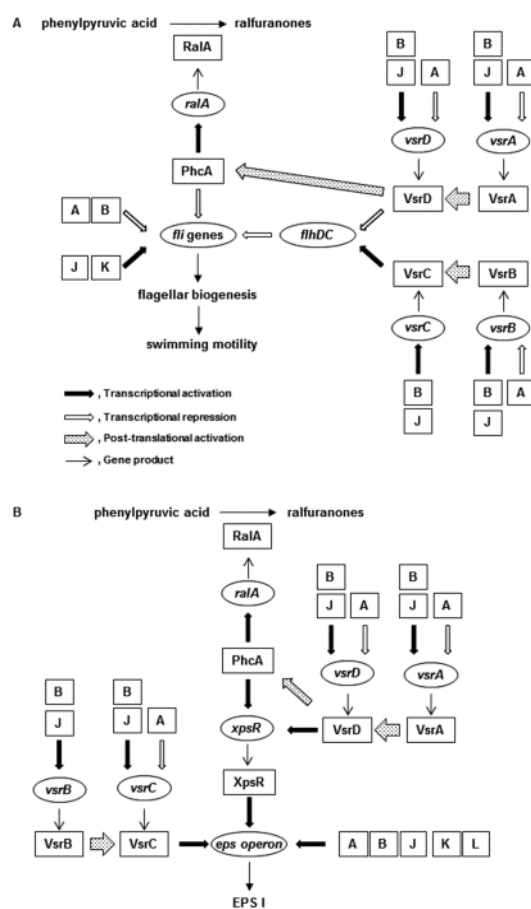 A
phenylpyruvic acid ralfuranones
RalA
B B
J A J A
ralA
vsrD vsrA
PhcA
VsrD VsrA
A B
fli genes flhDC
J K
VsrC VsrB
flagellar biogenesis
vsrC vsrB
swimming motility
B B A
J J
, Transcriptional activation
, Transcriptional repression
, Post-translational activation
, Gene product
B
phenylpyruvic acid ralfuranones
RalA
B B
J A J A
ralA
PhcA
vsrD vsrA
B B
J J A
xpsR VsrD VsrA
XpsR
vsrB vsrC
VsrB VsrC eps operon A B J K L
EPS I